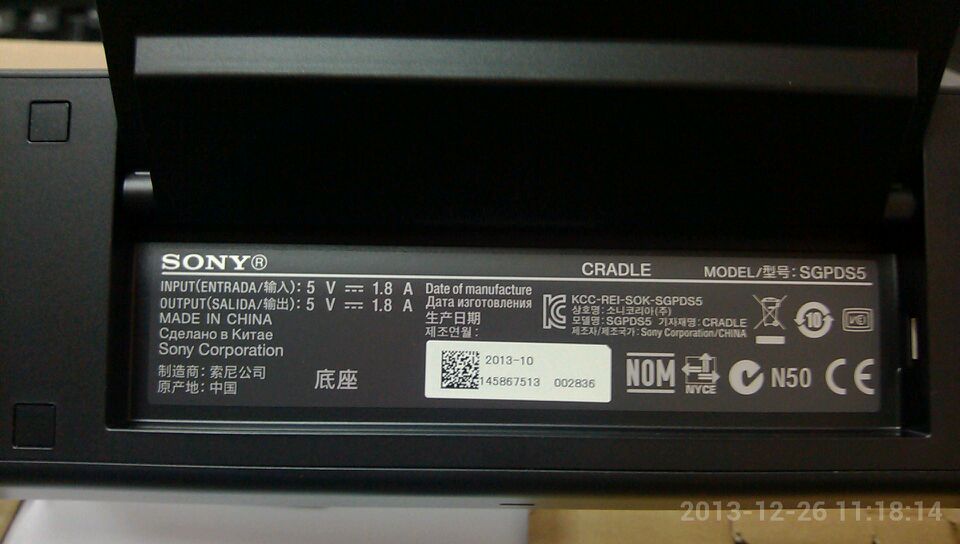 SONY® CRADLE MODEL/型号: SGPDS5
INPUT(ENTRADA/输入): 5 V ⎓ 1.8 A
OUTPUT(SALIDA/输出): 5 V ⎓ 1.8 A
MADE IN CHINA
Сделано в Китае
Sony Corporation
制造商: 索尼公司
原产地: 中国
底座
Date of manufacture
Дата изготовления
生产日期
제조연월:
2013-10
145867513 002836
KCC-REI-SOK-SGPDS5
상호명: 소니코리아(주)
모델명: SGPDS5 기자재명: CRADLE
제조자/제조국가: Sony Corporation/CHINA
10
NOM
NYCE
N50
CE
2013-12-26 11:18:14